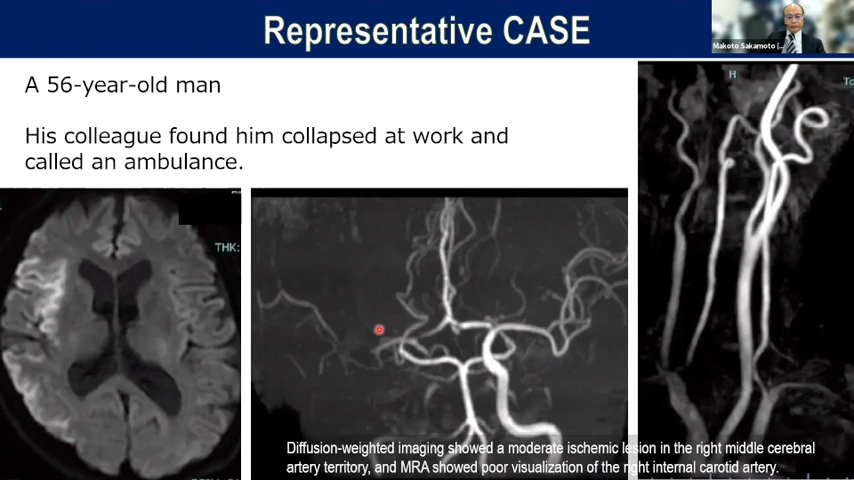 Representative CASE
Makoto Sakamoto |...
A 56-year-old man
His colleague found him collapsed at work and
called an ambulance.
H
To
THK:
Diffusion-weighted imaging showed a moderate ischemic lesion in the right middle cerebral
artery territory, and MRA showed poor visualization of the right internal carotid artery.